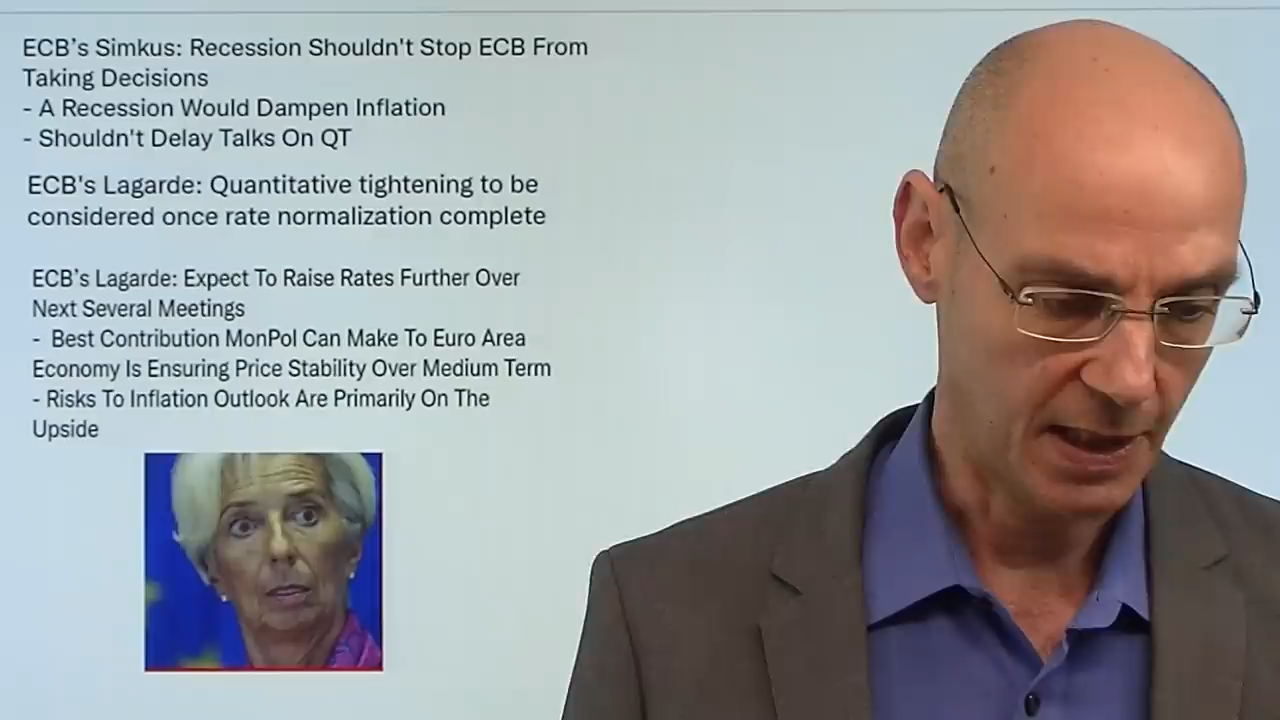 ECB’s Simkus: Recession Shouldn't Stop ECB From
Taking Decisions
- A Recession Would Dampen Inflation
- Shouldn't Delay Talks On QT
ECB's Lagarde: Quantitative tightening to be
considered once rate normalization complete
ECB’s Lagarde: Expect To Raise Rates Further Over
Next Several Meetings
- Best Contribution MonPol Can Make To Euro Area
Economy Is Ensuring Price Stability Over Medium Term
- Risks To Inflation Outlook Are Primarily On The
Upside